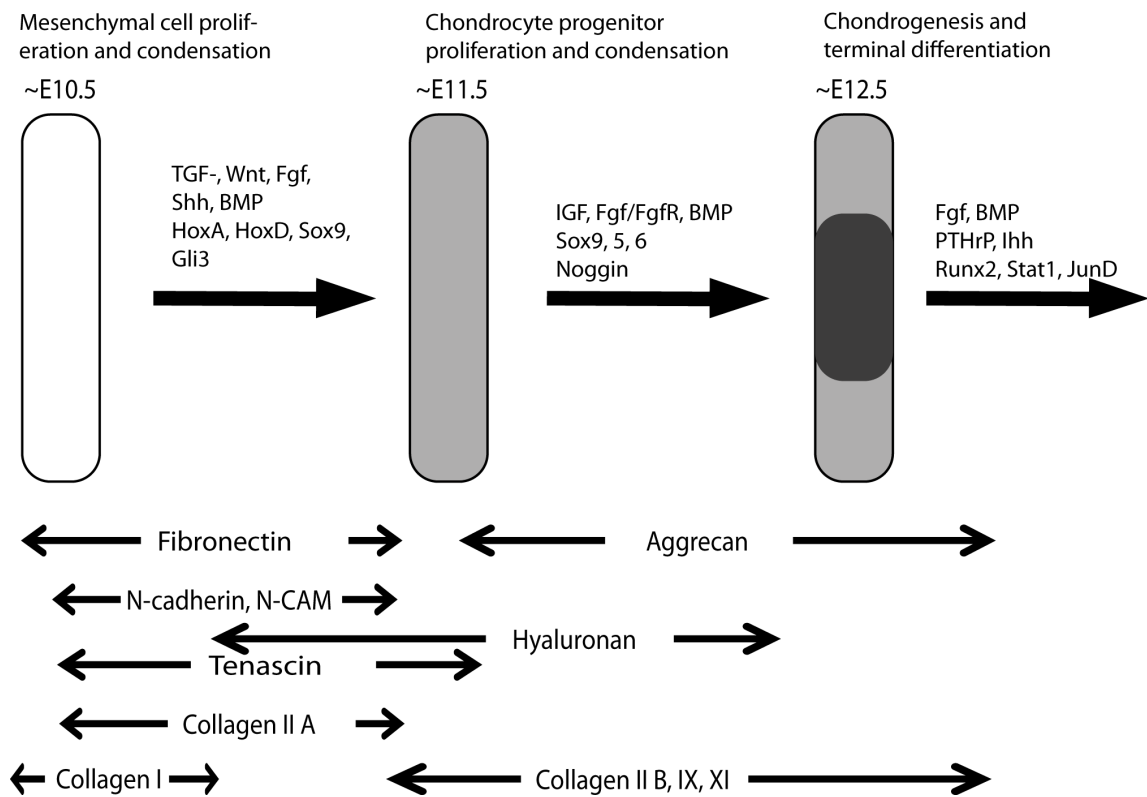 Mesenchymal cell prolif-
eration and condensation
~E10.5
Chondrocyte progenitor
proliferation and condensation
~E11.5
Chondrogenesis and
terminal differentiation
~E12.5
TGF-, Wnt, Fgf,
Shh, BMP
HoxA, HoxD, Sox9,
Gli3
IGF, Fgf/FgfR, BMP
Sox9, 5, 6
Noggin
Fgf, BMP
PTHrP, Ihh
Runx2, Stat1, JunD
Fibronectin
Aggrecan
N-cadherin, N-CAM
Hyaluronan
Tenascin
Collagen II A
Collagen I
Collagen II B, IX, XI